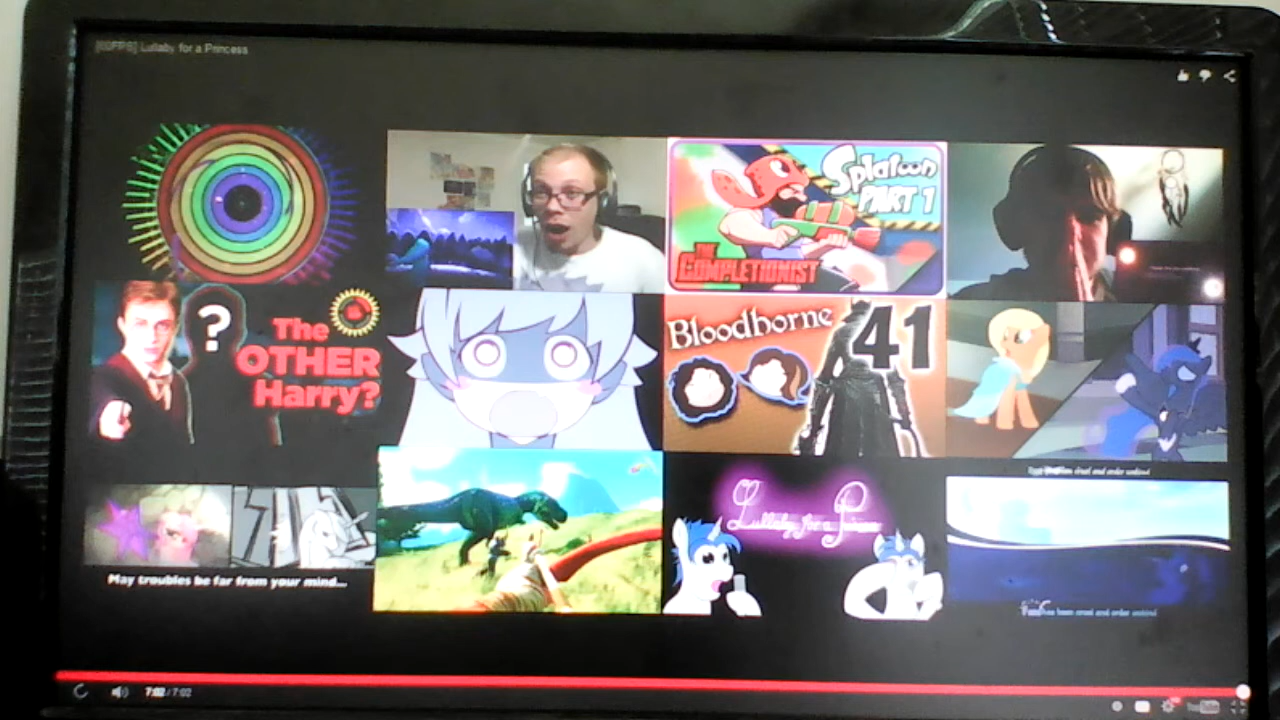 [60FPS] Lullaby for a Princess
Splatoon
PART 1
THE
COMPLETIONIST
?
The
OTHER
Harry?
Bloodborne
41
Lullaby for a Princess
May troubles be far from your mind...
7:02 / 7:02
YouTube